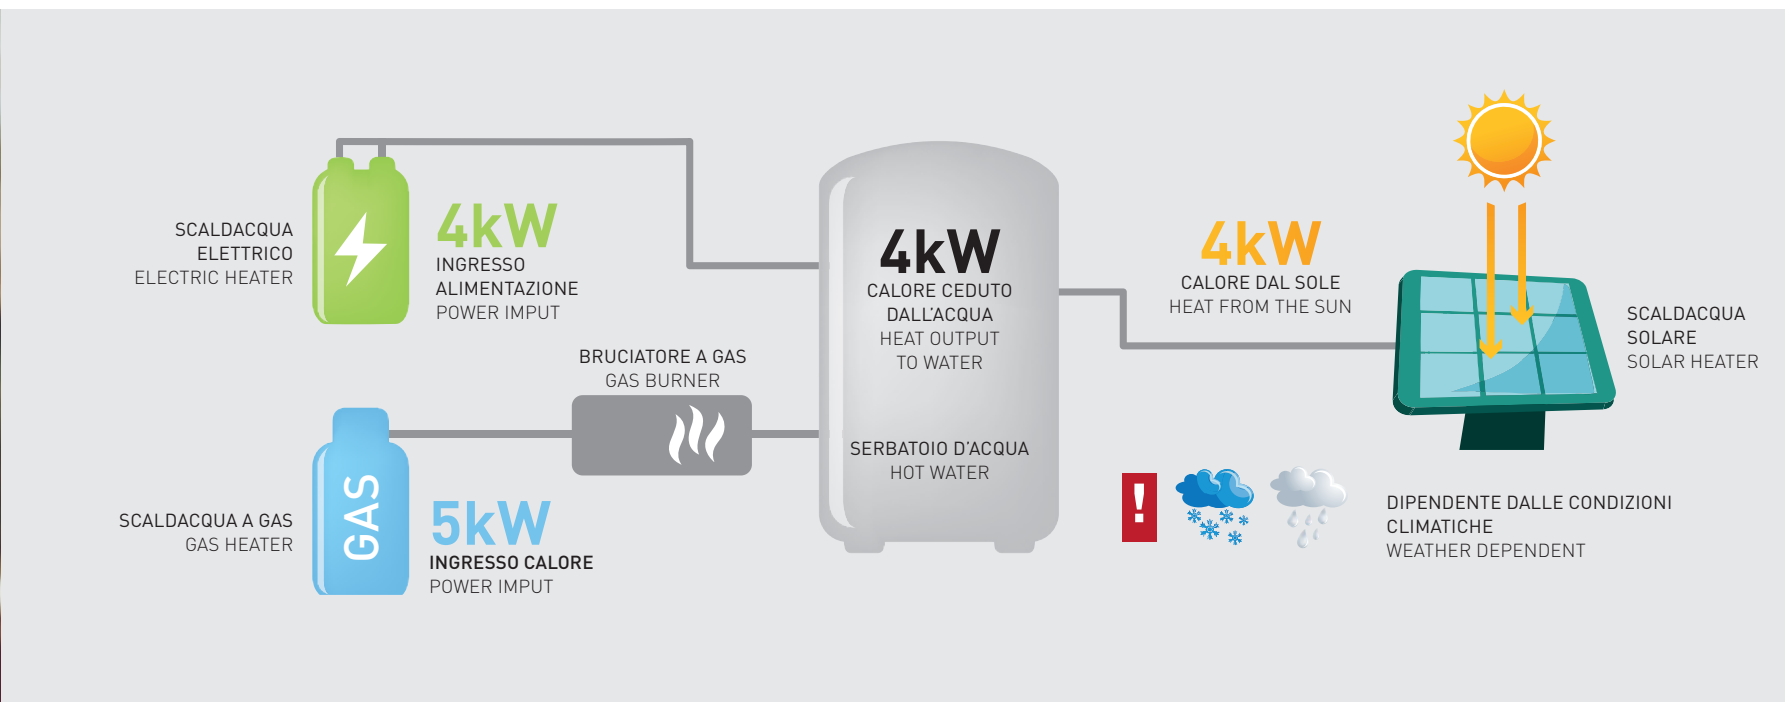 SCALDACQUA
ELETTRICO
ELECTRIC HEATER
4kW
INGRESSO
ALIMENTAZIONE
POWER IMPUT
BRUCIATORE A GAS
GAS BURNER
SCALDACQUA A GAS
GAS HEATER
GAS
5kW
INGRESSO CALORE
POWER IMPUT
4kW
CALORE CEDUTO
DALL'ACQUA
HEAT OUTPUT
TO WATER
SERBATOIO D'ACQUA
HOT WATER
4kW
CALORE DAL SOLE
HEAT FROM THE SUN
SCALDACQUA
SOLARE
SOLAR HEATER
!
DIPENDENTE DALLE CONDIZIONI
CLIMATICHE
WEATHER DEPENDENT